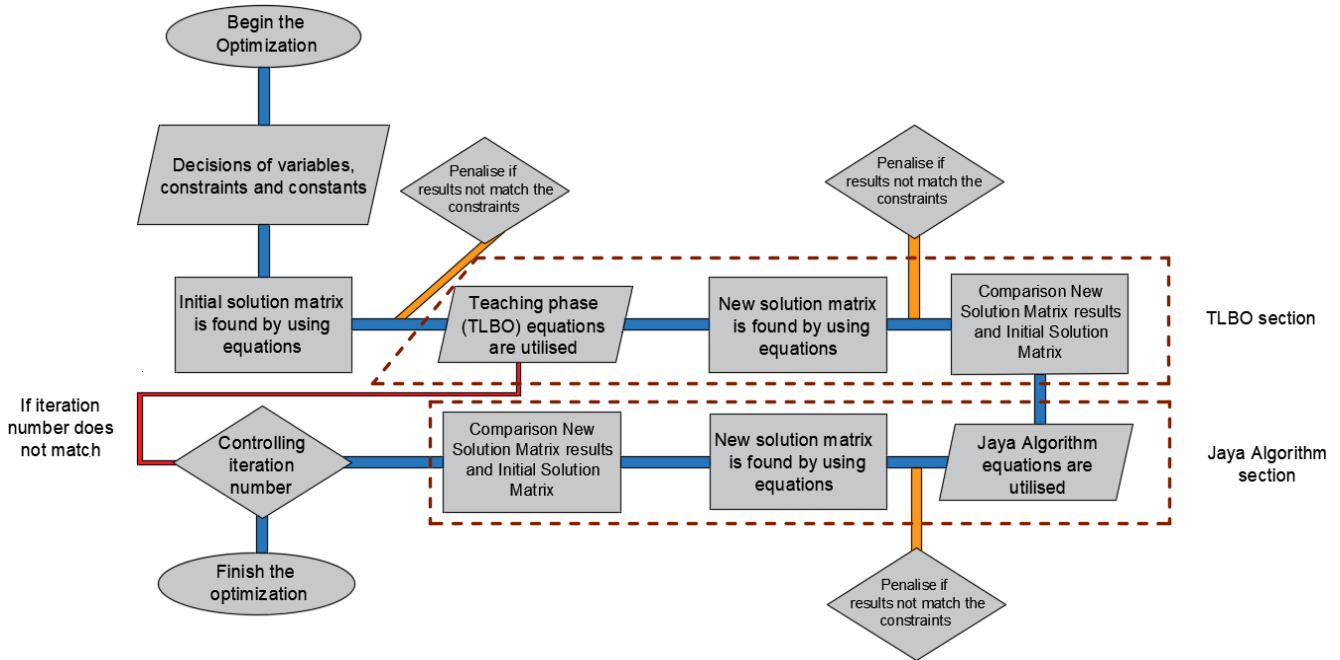 Begin the
Optimization
Decisions of variables,
constraints and constants
Penalise if
results not match the
constraints
Penalise if
results not match the
constraints
Initial solution matrix
is found by using
equations
Teaching phase
(TLBO) equations
are utilised
New solution matrix
is found by using
equations
Comparison New
Solution Matrix results
and Initial Solution
Matrix
TLBO section
If iteration
number does
not match
Controlling
iteration
number
Comparison New
Solution Matrix results
and Initial Solution
Matrix
New solution matrix
is found by using
equations
Jaya Algorithm
equations are
utilised
Jaya Algorithm
section
Finish the
optimization
Penalise if
results not match the
constraints